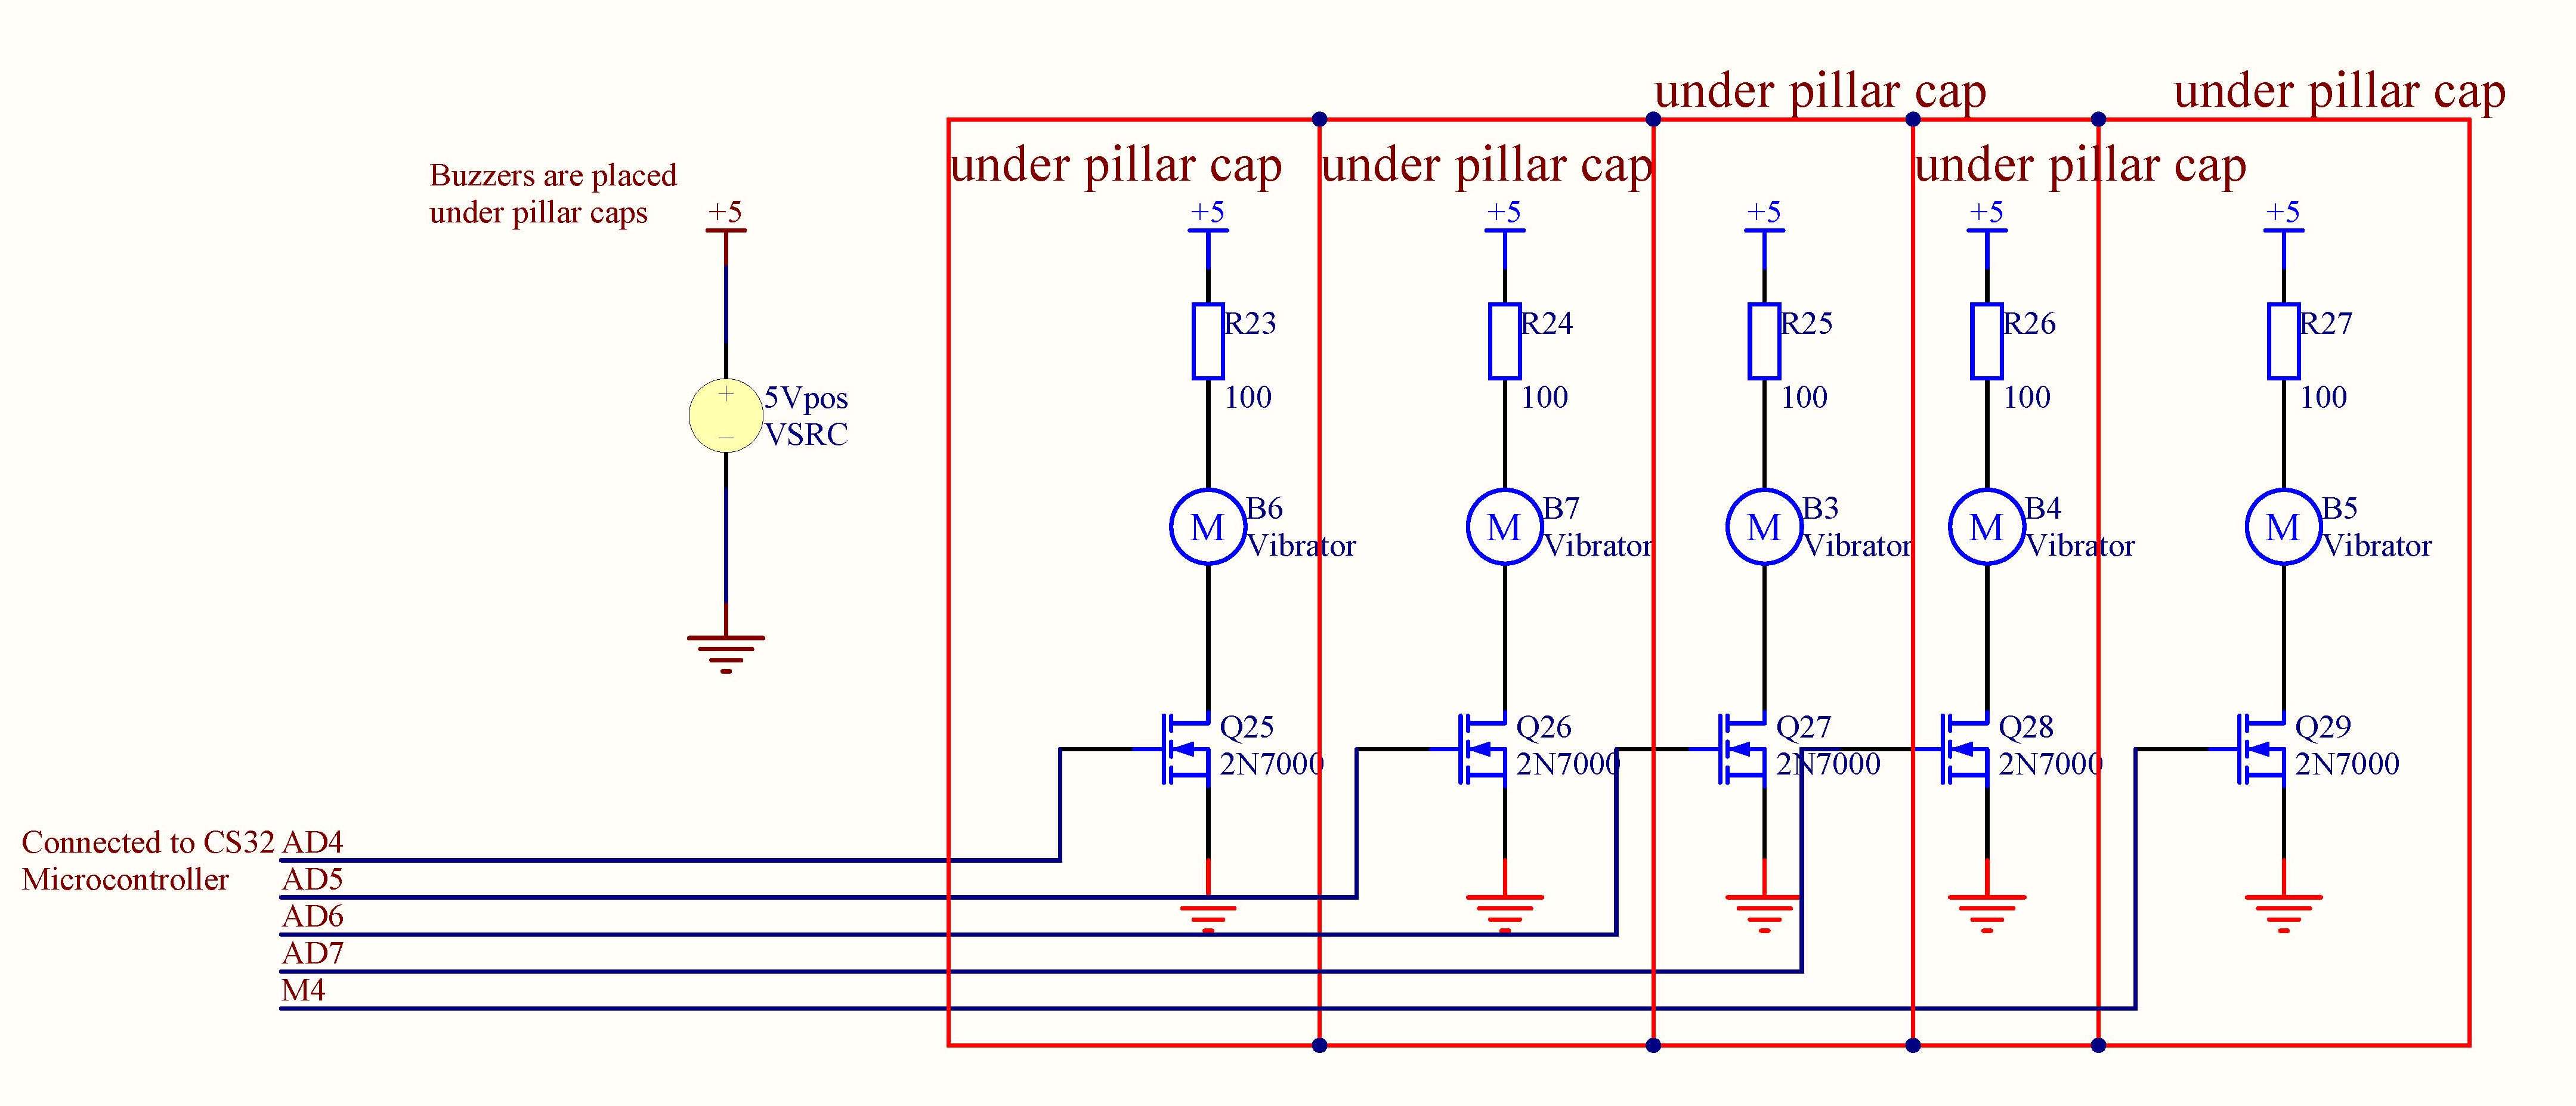 under pillar cap
under pillar cap
under pillar cap
under pillar cap
under pillar cap
Buzzers are placed
under pillar caps
+5
+5
+5
+5
+5
+5
R23
R24
R25
R26
R27
100
100
100
100
100
+
5Vpos
−
VSRC
M
B6
Vibrator
M
B7
Vibrator
M
B3
Vibrator
M
B4
Vibrator
M
B5
Vibrator
Q25
2N7000
Q26
2N7000
Q27
2N7000
Q28
2N7000
Q29
2N7000
Connected to CS32
Microcontroller
AD4
AD5
AD6
AD7
M4